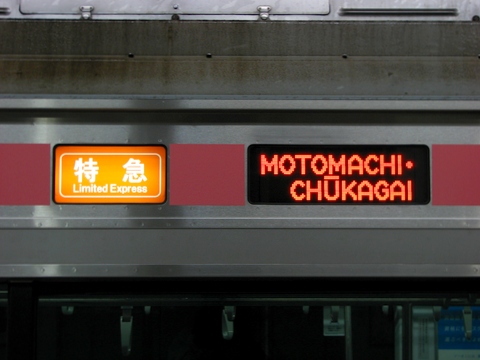 特急
Limited Express
MOTOMACHI・
CHŪKAGAI